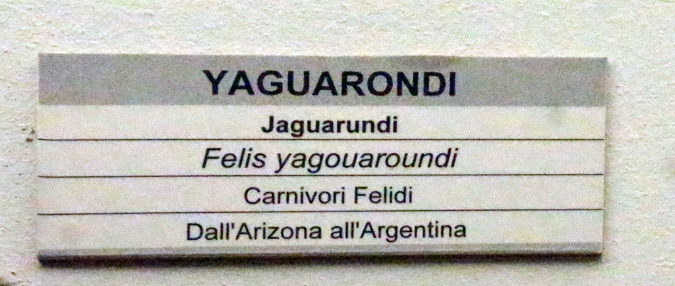 YAGUARONDI
Jaguarundi
Felis yagouaroundi
Carnivori Felidi
Dall'Arizona all'Argentina